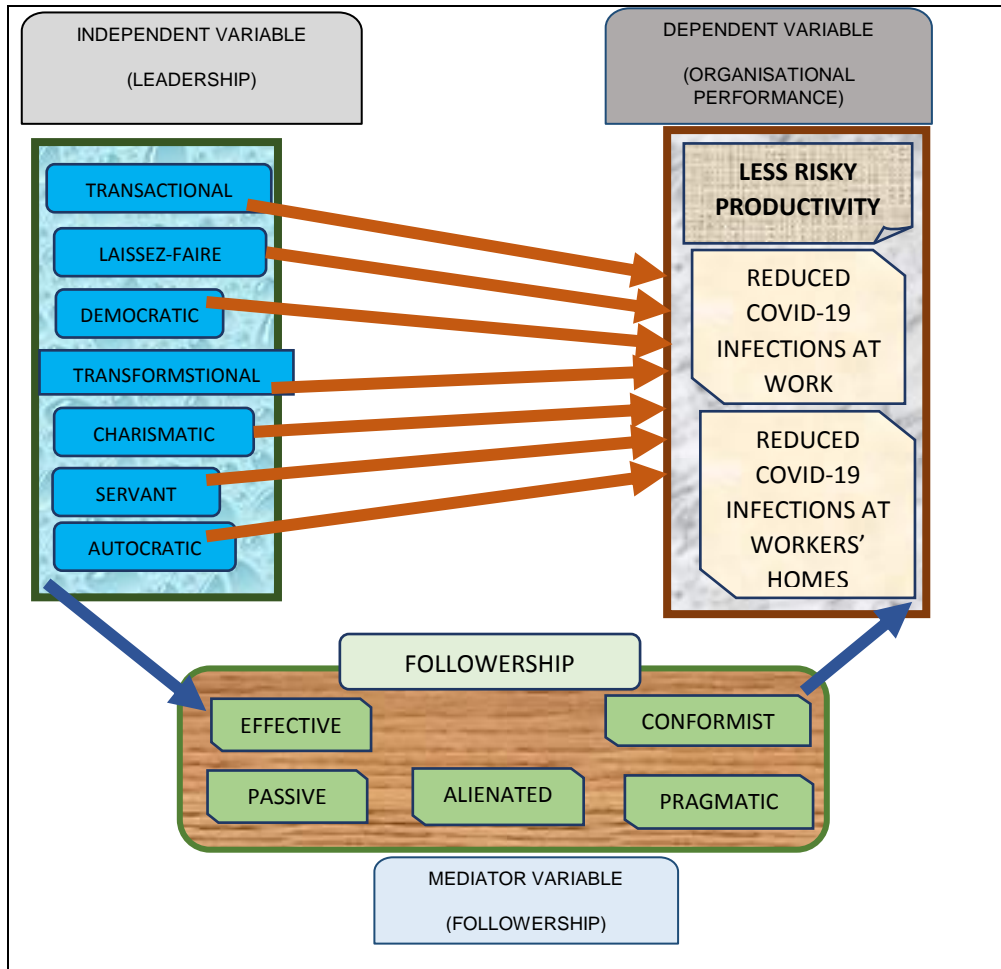 INDEPENDENT VARIABLE
(LEADERSHIP)
DEPENDENT VARIABLE
(ORGANISATIONAL
PERFORMANCE)
TRANSACTIONAL
LAISSEZ-FAIRE
DEMOCRATIC
TRANSFORMSTIONAL
CHARISMATIC
SERVANT
AUTOCRATIC
LESS RISKY
PRODUCTIVITY
REDUCED
COVID-19
INFECTIONS AT
WORK
REDUCED
COVID-19
INFECTIONS AT
WORKERS’
HOMES
FOLLOWERSHIP
EFFECTIVE
CONFORMIST
PASSIVE
ALIENATED
PRAGMATIC
MEDIATOR VARIABLE
(FOLLOWERSHIP)